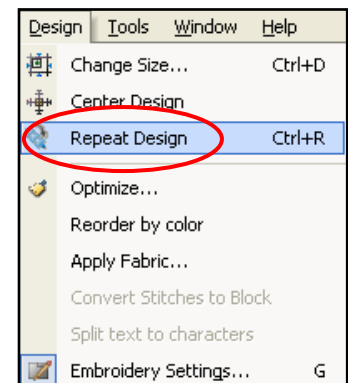 Design Tools Window Help
Change Size... Ctrl+D
Center Design
Repeat Design Ctrl+R
Optimize...
Reorder by color
Apply Fabric...
Convert Stitches to Block
Split text to characters
Embroidery Settings... G